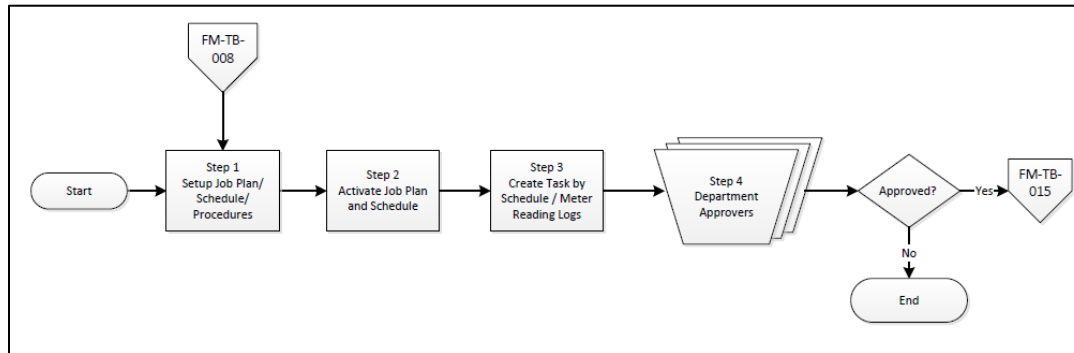 FM-TB-
008
Start
Step 1
Setup Job Plan/
Schedule/
Procedures
Step 2
Activate Job Plan
and Schedule
Step 3
Create Task by
Schedule / Meter
Reading Logs
Step 4
Department
Approvers
Approved?
Yes
FM-TB-
015
No
End